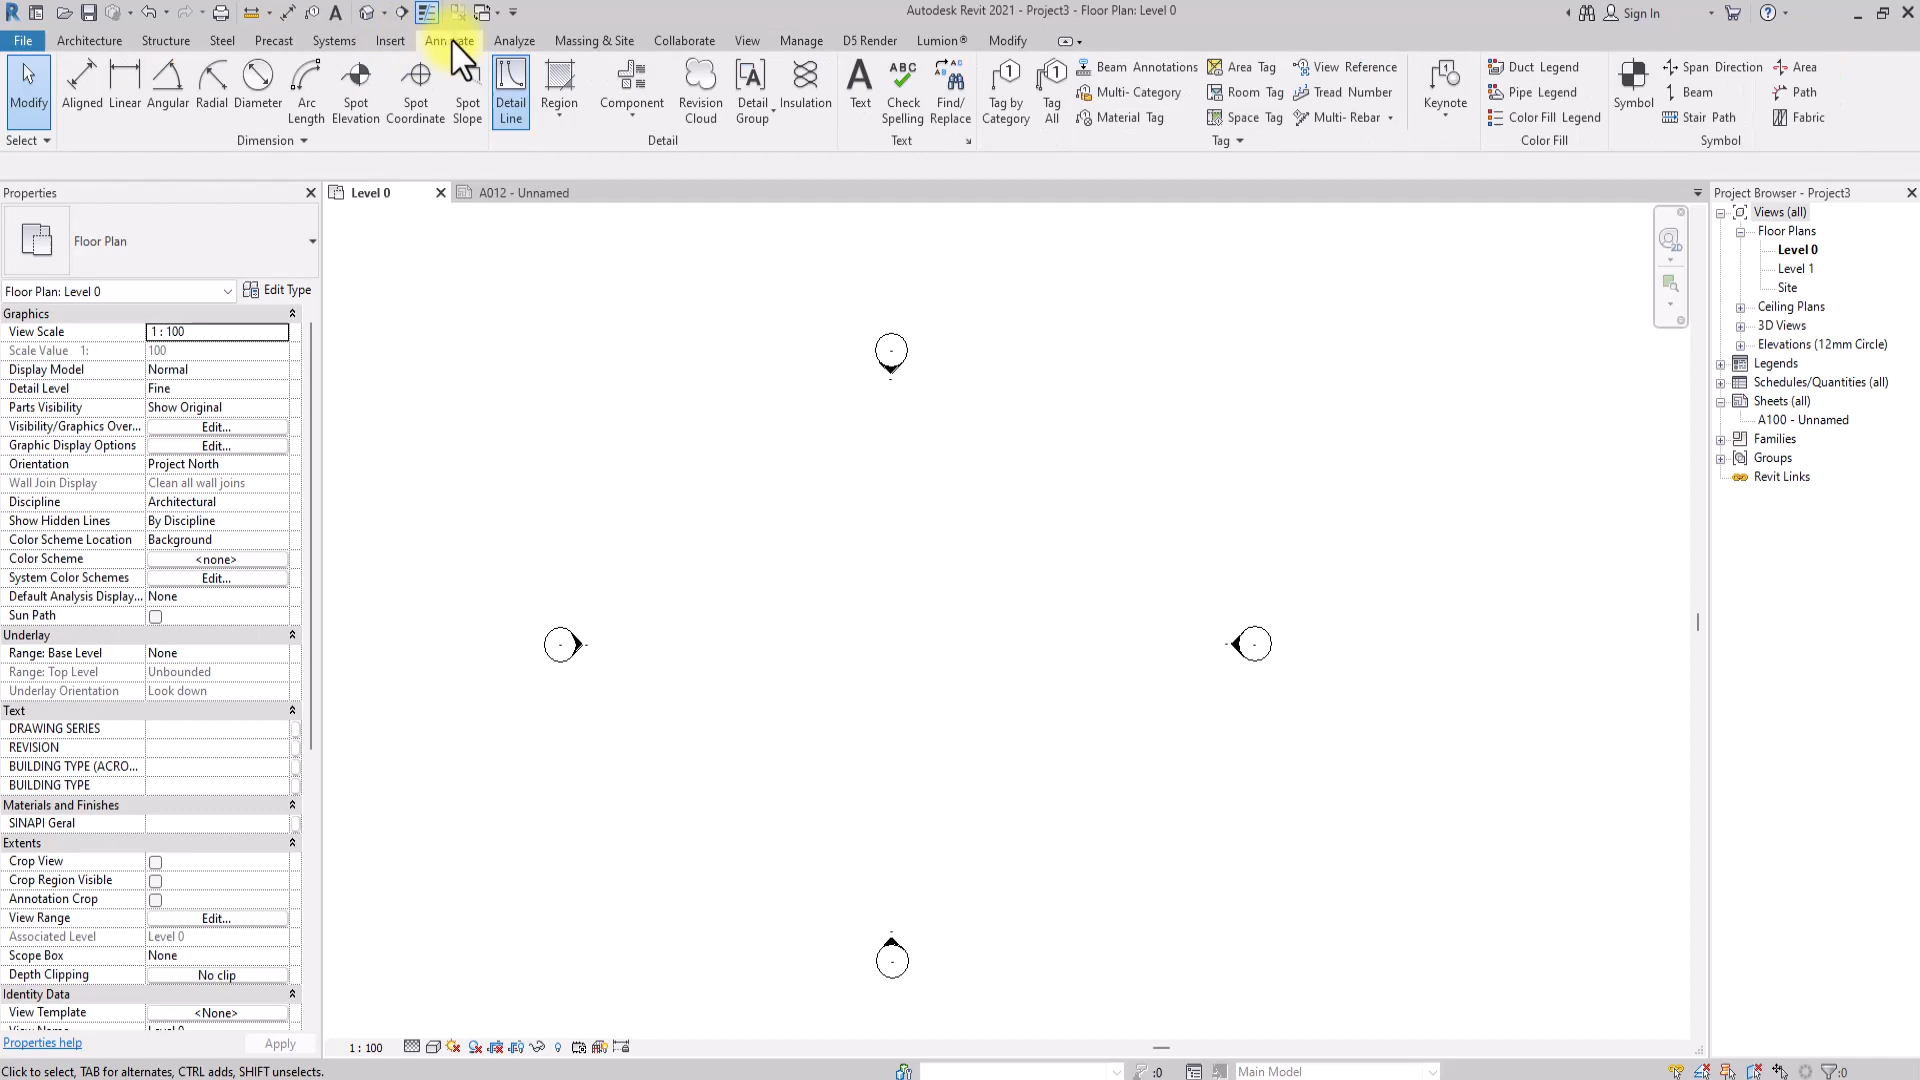 Autodesk Revit 2021 - Project3 - Floor Plan: Level 0
Sign In
File Architecture Structure Steel Precast Systems Insert Annotate Analyze Massing & Site Collaborate View Manage D5 Render Lumion® Modify
Modify
Aligned
Linear
Angular
Radial
Diameter
Arc Length
Spot Elevation
Spot Coordinate
Spot Slope
Detail Line
Region
Component
Revision Cloud
Detail Group
Insulation
Text
Check Spelling
Find/ Replace
Tag by Category
Tag All
Beam Annotations
Multi- Category
Material Tag
Area Tag
Room Tag
Space Tag
View Reference
Tread Number
Multi- Rebar
Keynote
Duct Legend
Pipe Legend
Color Fill Legend
Symbol
Span Direction
Beam
Stair Path
Area
Path
Fabric
Select
Dimension
Detail
Text
Tag
Color Fill
Symbol
Properties
Floor Plan
Floor Plan: Level 0
Edit Type
Graphics
View Scale 1 : 100
Scale Value 1: 100
Display Model Normal
Detail Level Fine
Parts Visibility Show Original
Visibility/Graphics Over... Edit...
Graphic Display Options Edit...
Orientation Project North
Wall Join Display Clean all wall joins
Discipline Architectural
Show Hidden Lines By Discipline
Color Scheme Location Background
Color Scheme <none>
System Color Schemes Edit...
Default Analysis Display... None
Sun Path
Underlay
Range: Base Level None
Range: Top Level Unbounded
Underlay Orientation Look down
Text
DRAWING SERIES
REVISION
BUILDING TYPE (ACRO...
BUILDING TYPE
Materials and Finishes
SINAPI Geral
Extents
Crop View
Crop Region Visible
Annotation Crop
View Range Edit...
Associated Level Level 0
Scope Box None
Depth Clipping No clip
Identity Data
View Template <None>
View Name Level 0
Properties help
Apply
Level 0
A012 - Unnamed
2D
1 : 100
Project Browser - Project3
Views (all)
Floor Plans
Level 0
Level 1
Site
Ceiling Plans
3D Views
Elevations (12mm Circle)
Legends
Schedules/Quantities (all)
Sheets (all)
A100 - Unnamed
Families
Groups
Revit Links
Click to select, TAB for alternates, CTRL adds, SHIFT unselects.
:0
Main Model
:0